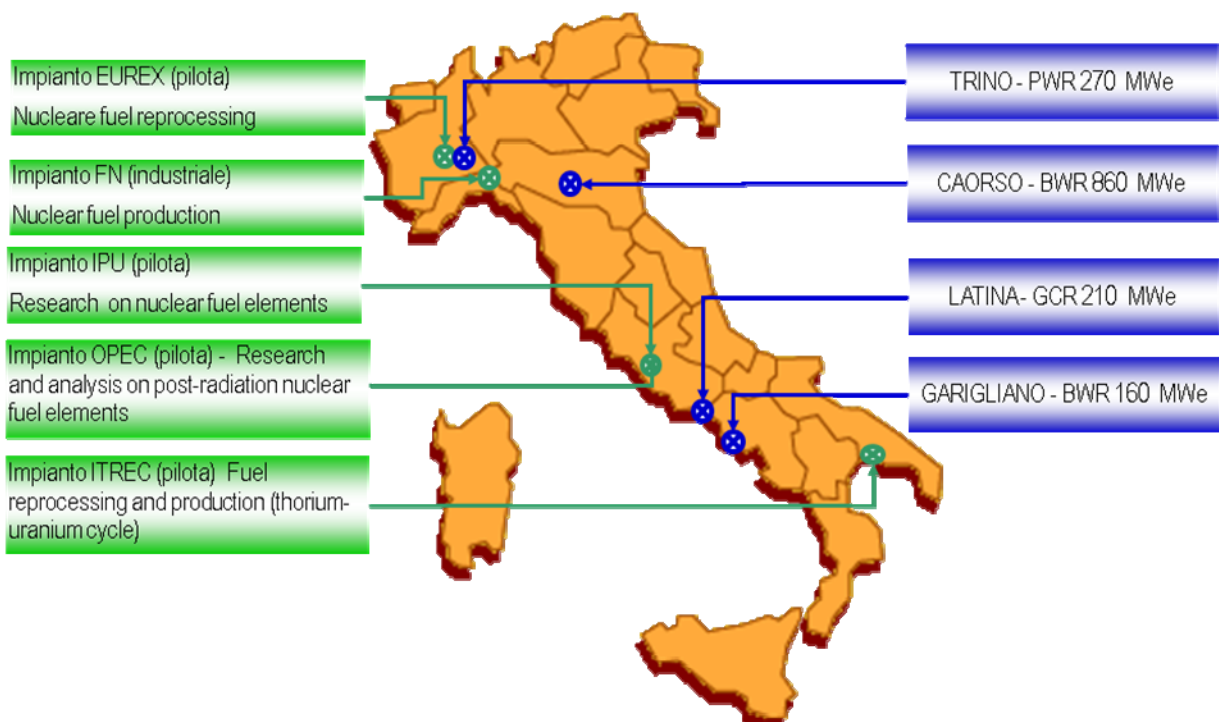 Impianto EUREX (pilota)
Nucleare fuel reprocessing
Impianto FN (industriale)
Nuclear fuel production
Impianto IPU (pilota)
Research on nuclear fuel elements
Impianto OPEC (pilota) - Research
and analysis on post-radiation nuclear
fuel elements
Impianto ITREC (pilota) Fuel
reprocessing and production (thorium-
uranium cycle)
TRINO - PWR 270 MWe
CAORSO - BWR 860 MWe
LATINA- GCR 210 MWe
GARIGLIANO - BWR 160 MWe